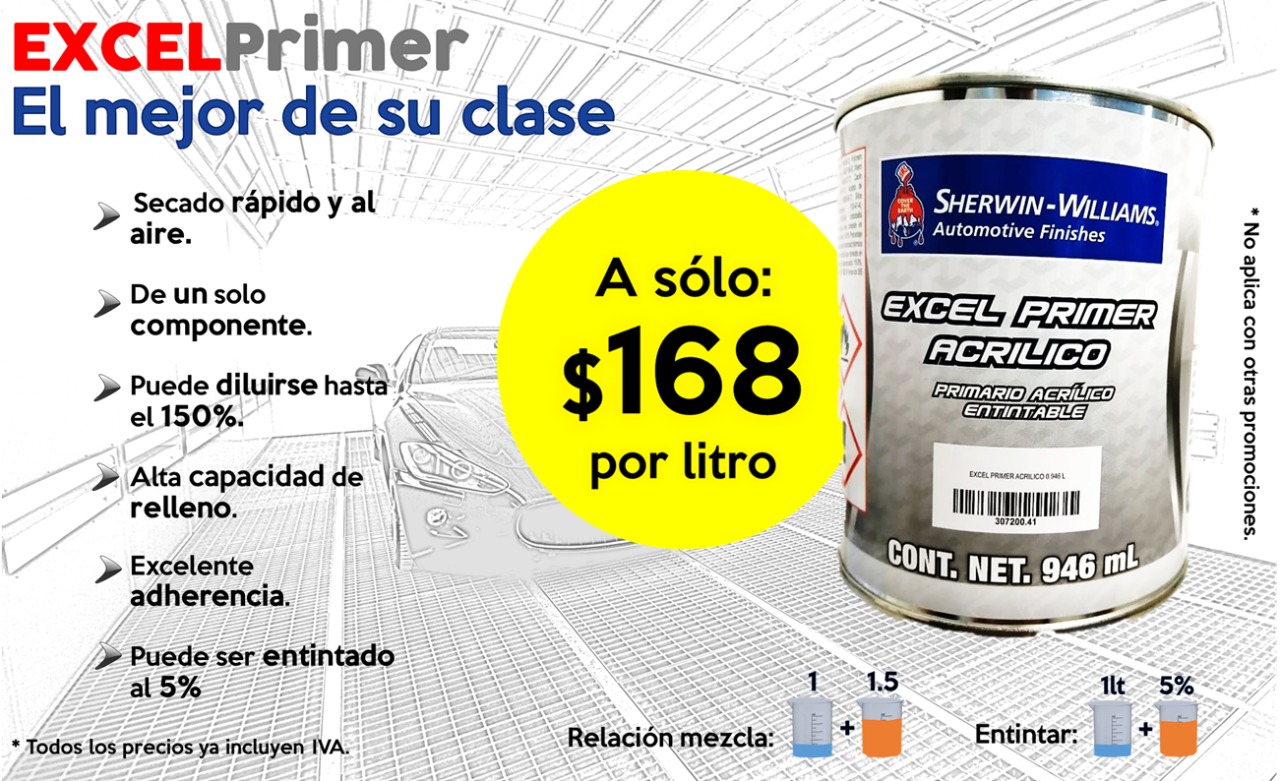 EXCELPrimer
El mejor de su clase
Secado rápido y al
aire.
De un solo
componente.
Puede diluirse hasta
el 150%.
Alta capacidad de
relleno.
Excelente
adherencia.
Puede ser entintado
al 5%
* Todos los precios ya incluyen IVA.
A sólo:
$168
por litro
COVER
THE
EARTH
SHERWIN-WILLIAMS®
Automotive Finishes
EXCEL PRIMER
ACRILICO
PRIMARIO ACRÍLICO
ENTINTABLE
EXCEL PRIMER ACRILICO 0.946 L
307200.41
CONT. NET. 946 mL
* No aplica con otras promociones.
Relación mezcla:
1
+
1.5
Entintar:
1lt
+
5%